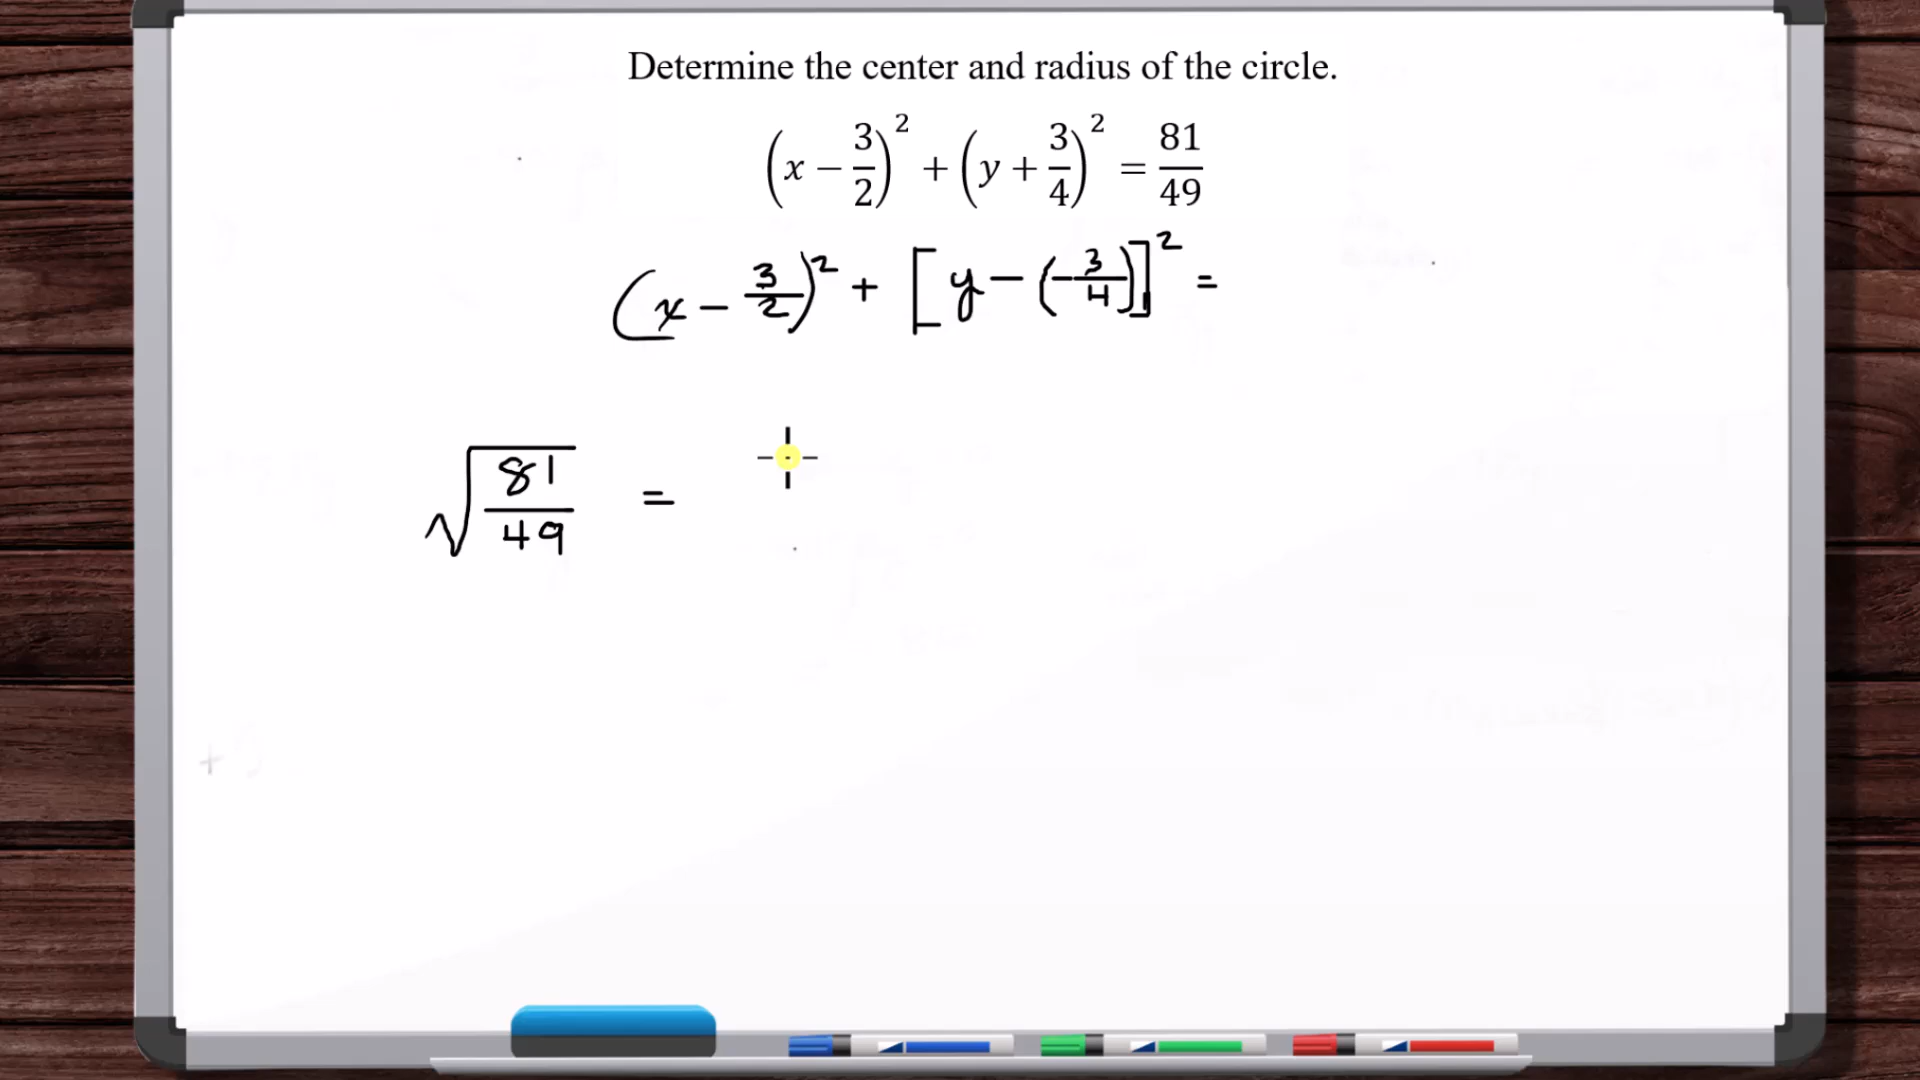 Determine the center and radius of the circle.
(x − 3/2)² + (y + 3/4)² = 81/49
(x − 3/2)² + [y − (−3/4)]² =
√(81/49) =